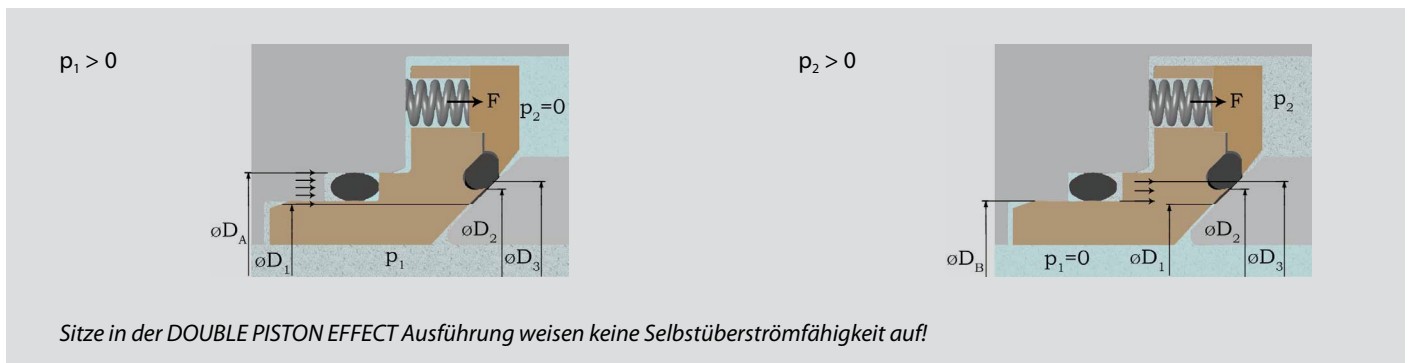 p₁ > 0
F
p₂=0
øD_A
øD₁
p₁
øD₂
øD₃
p₂ > 0
F
p₂
øD_B
p₁=0
øD₁
øD₂
øD₃
Sitze in der DOUBLE PISTON EFFECT Ausführung weisen keine Selbstüberströmfähigkeit auf!